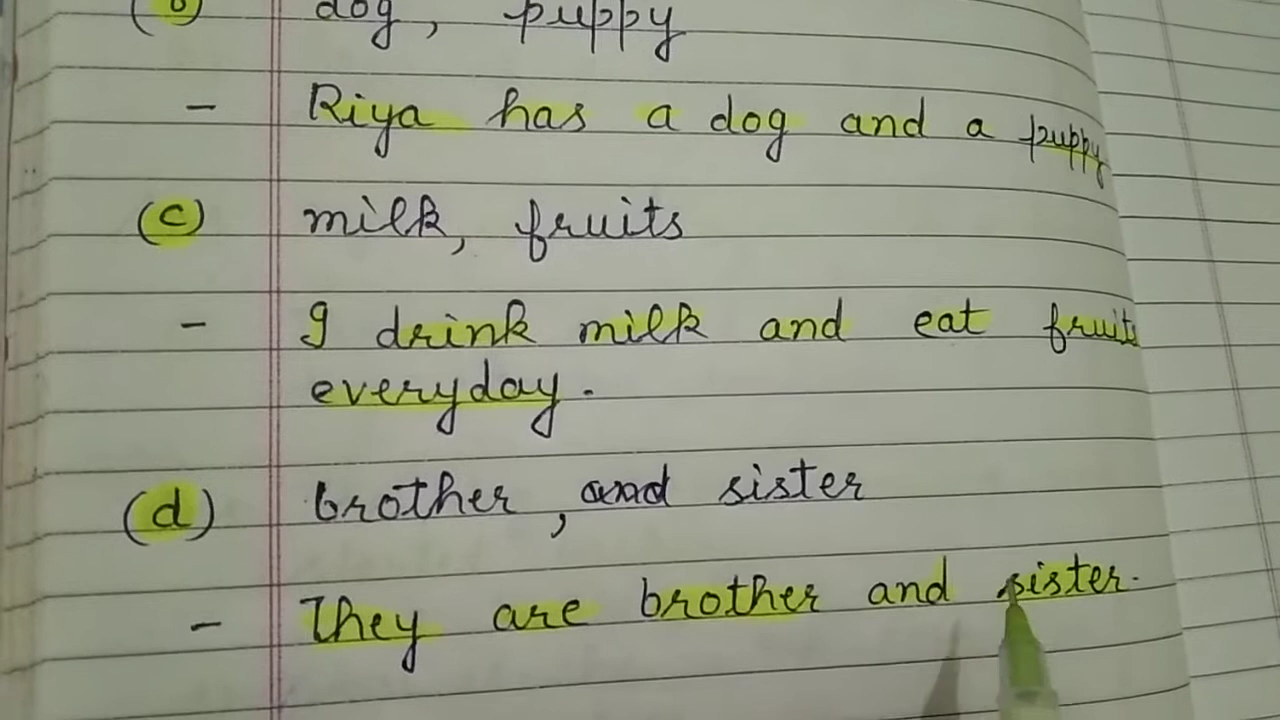 (b) dog, puppy
- Riya has a dog and a puppy
(c) milk, fruits
- I drink milk and eat fruits
everyday.
(d) brother, and sister
- They are brother and sister.